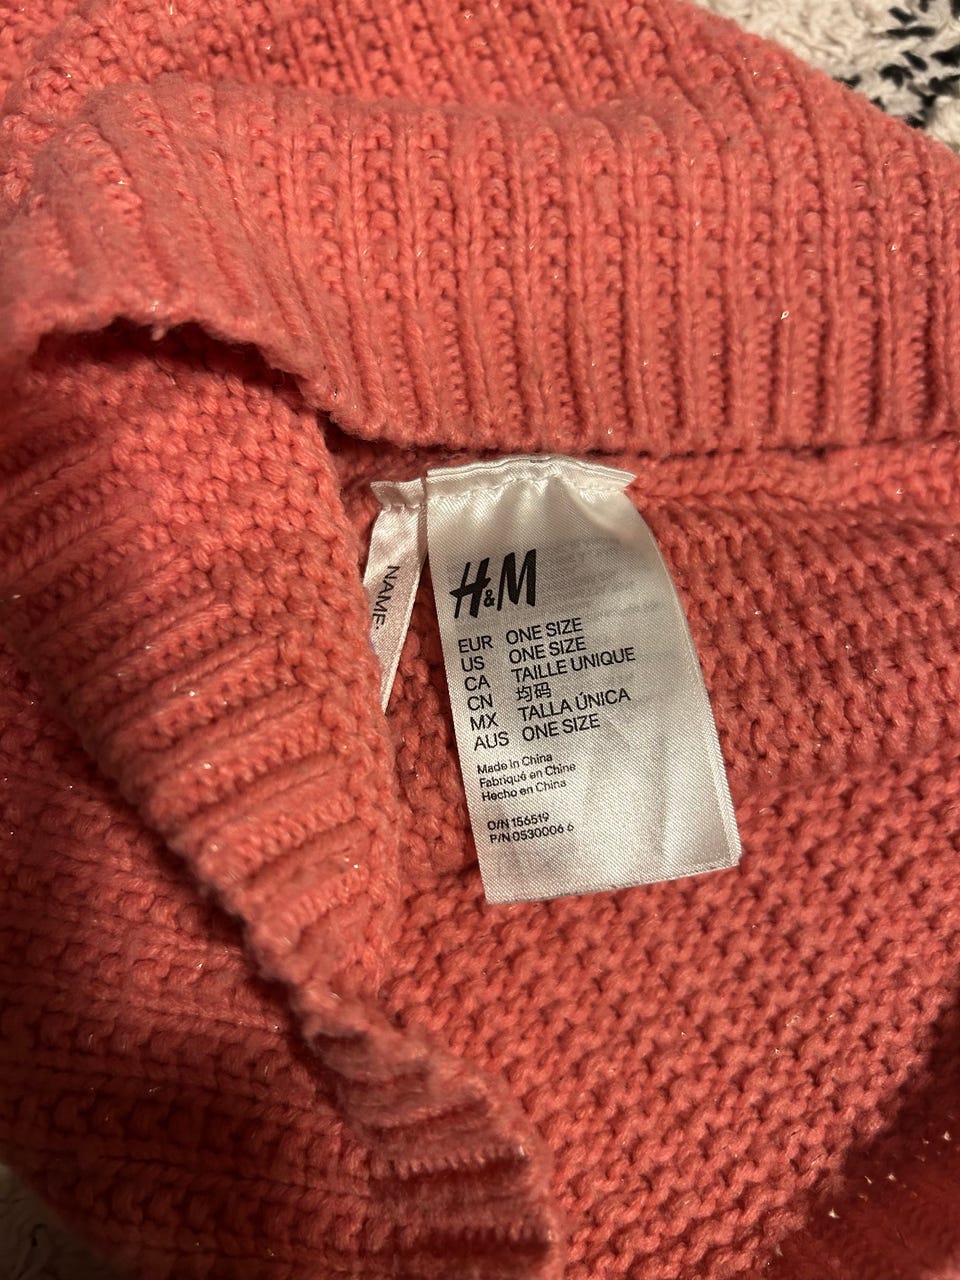 NAME:
H&M
EUR ONE SIZE
US ONE SIZE
CA TAILLE UNIQUE
CN 均码
MX TALLA ÚNICA
AUS ONE SIZE
Made in China
Fabriqué en Chine
Hecho en China
O/N 156519
P/N 0530006 6